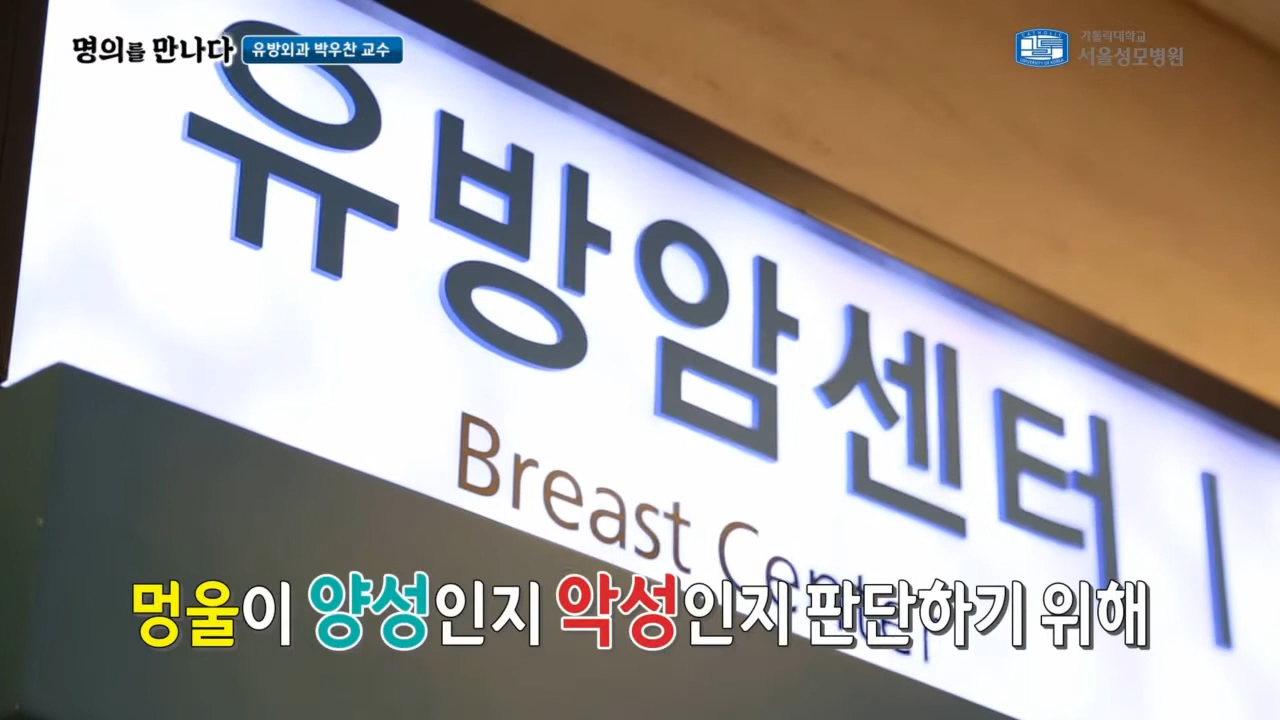 명의를 만나다 유방외과 박우찬 교수
가톨릭대학교
서울성모병원
유방암센터 |
Breast Center
멍울이 양성인지 악성인지 판단하기 위해